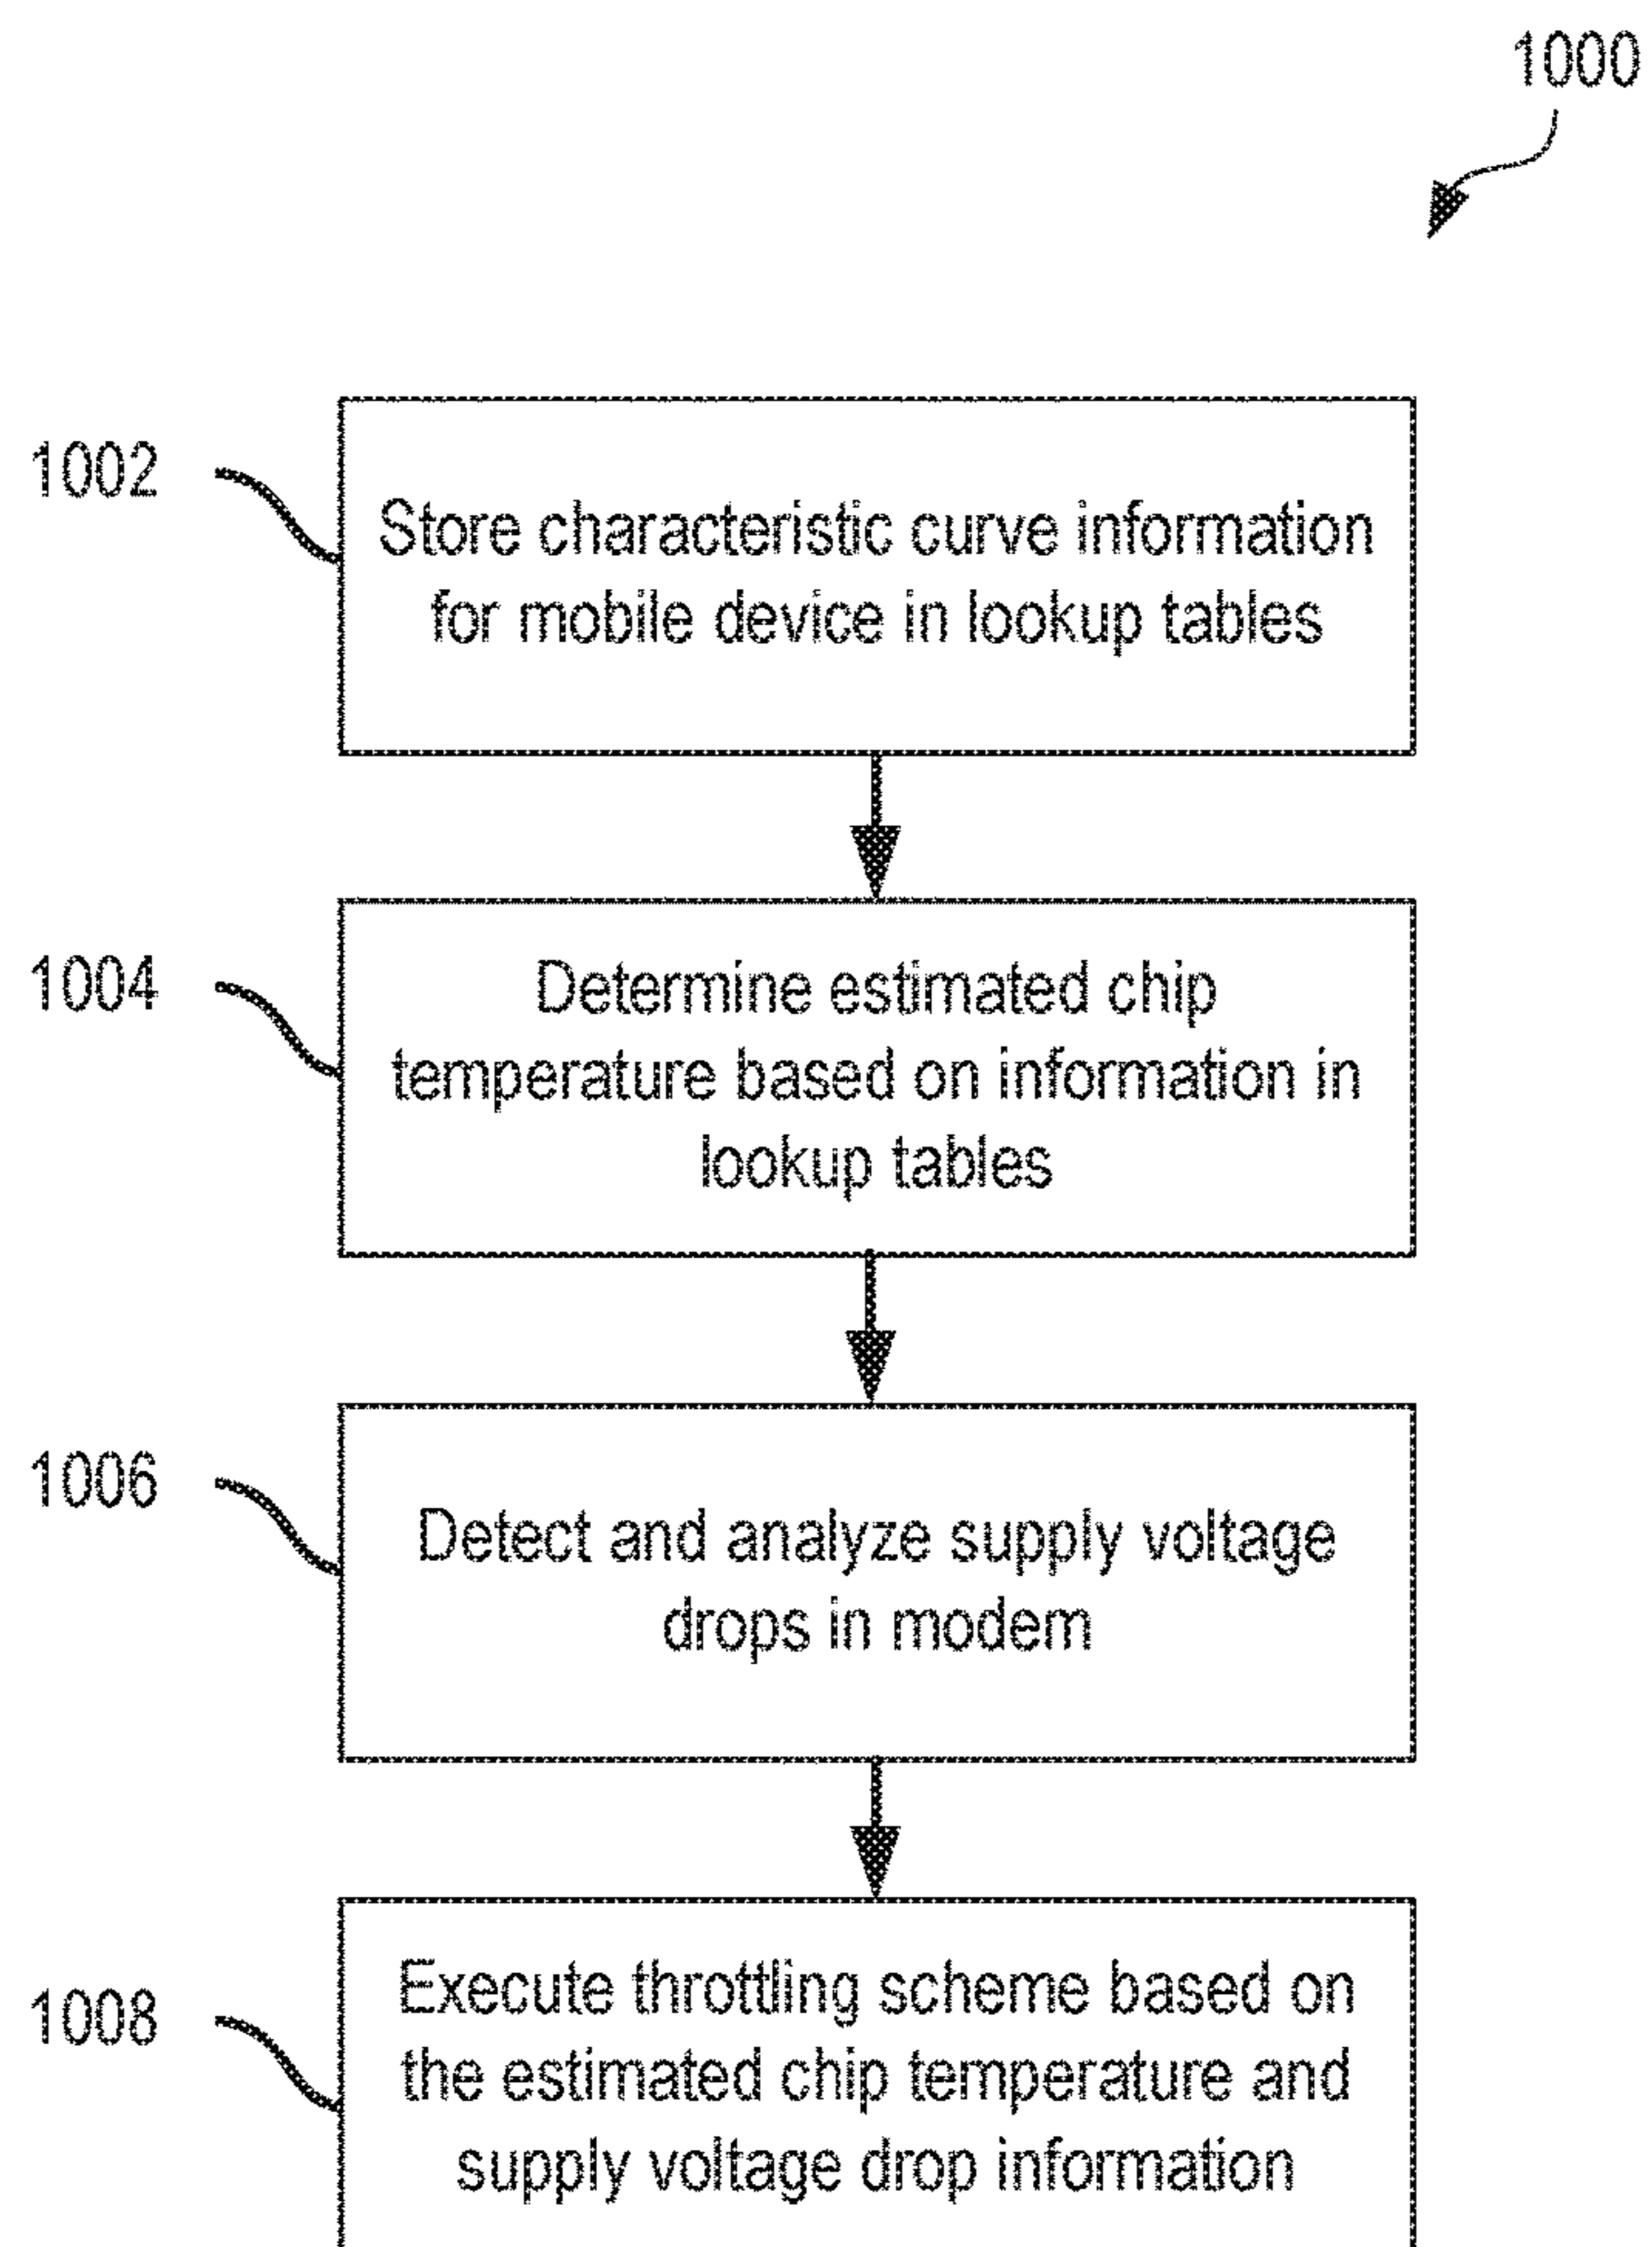 1000
1002
Store characteristic curve information
for mobile device in lookup tables
1004
Determine estimated chip
temperature based on information in
lookup tables
1006
Detect and analyze supply voltage
drops in modem
1008
Execute throttling scheme based on
the estimated chip temperature and
supply voltage drop information